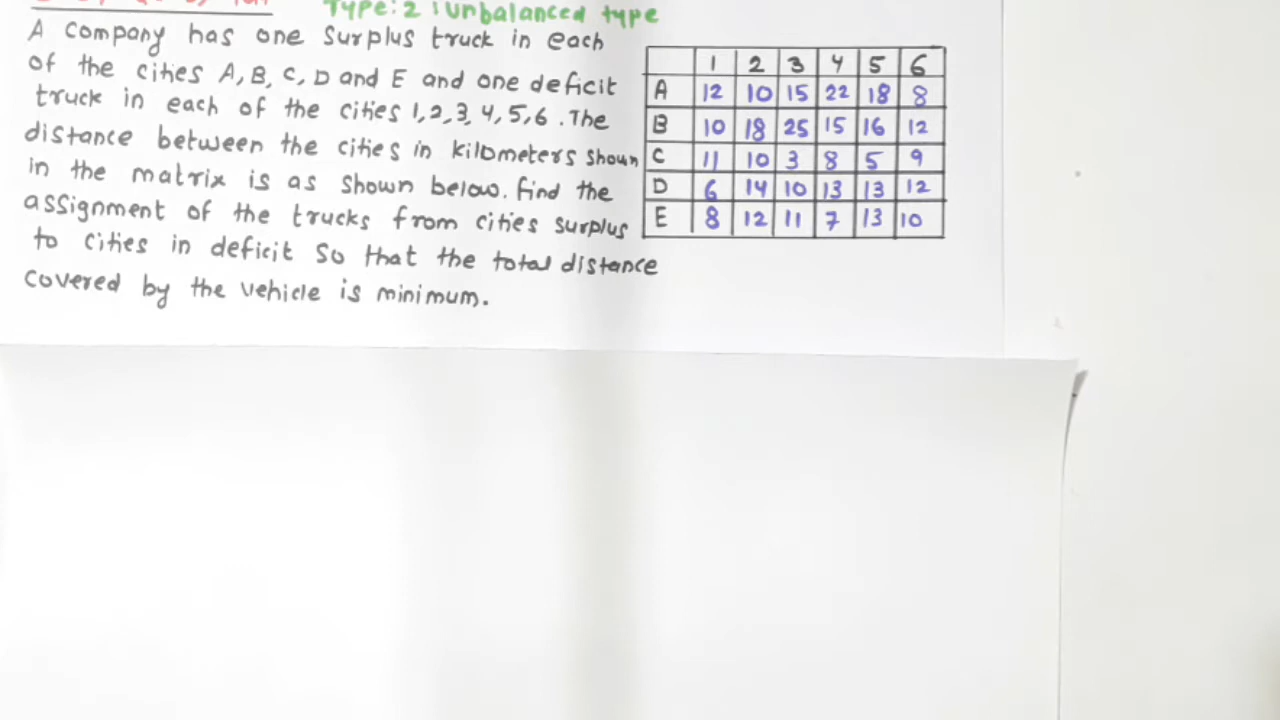 Type: 2 : Unbalanced type
A company has one surplus truck in each
of the cities A, B, C, D and E and one deficit
truck in each of the cities 1, 2, 3, 4, 5, 6 . The
distance between the cities in kilometers shown
in the matrix is as shown below. find the
assignment of the trucks from cities surplus
to cities in deficit so that the total distance
covered by the vehicle is minimum.
1 2 3 4 5 6
A 12 10 15 22 18 8
B 10 18 25 15 16 12
C 11 10 3 8 5 9
D 6 14 10 13 13 12
E 8 12 11 7 13 10